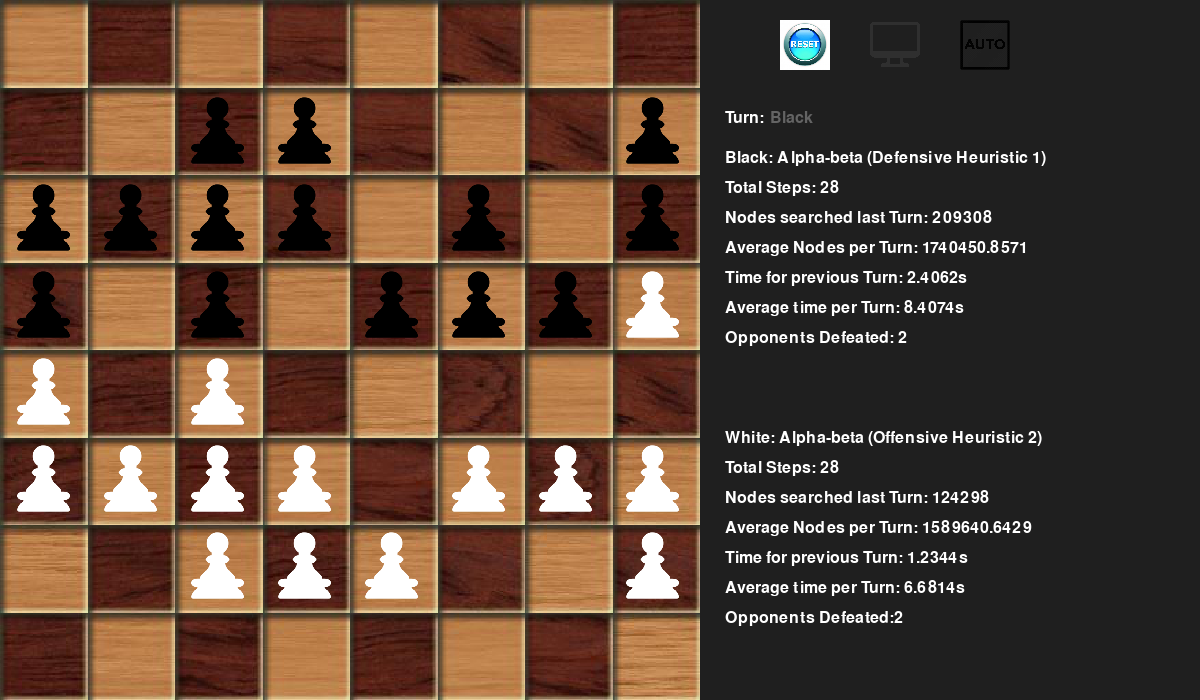 RESET
AUTO
Turn: Black
Black: Alpha-beta (Defensive Heuristic 1)
Total Steps: 28
Nodes searched last Turn: 209308
Average Nodes per Turn: 1740450.8571
Time for previous Turn: 2.4062s
Average time per Turn: 8.4074s
Opponents Defeated: 2
White: Alpha-beta (Offensive Heuristic 2)
Total Steps: 28
Nodes searched last Turn: 124298
Average Nodes per Turn: 1589640.6429
Time for previous Turn: 1.2344s
Average time per Turn: 6.6814s
Opponents Defeated:2